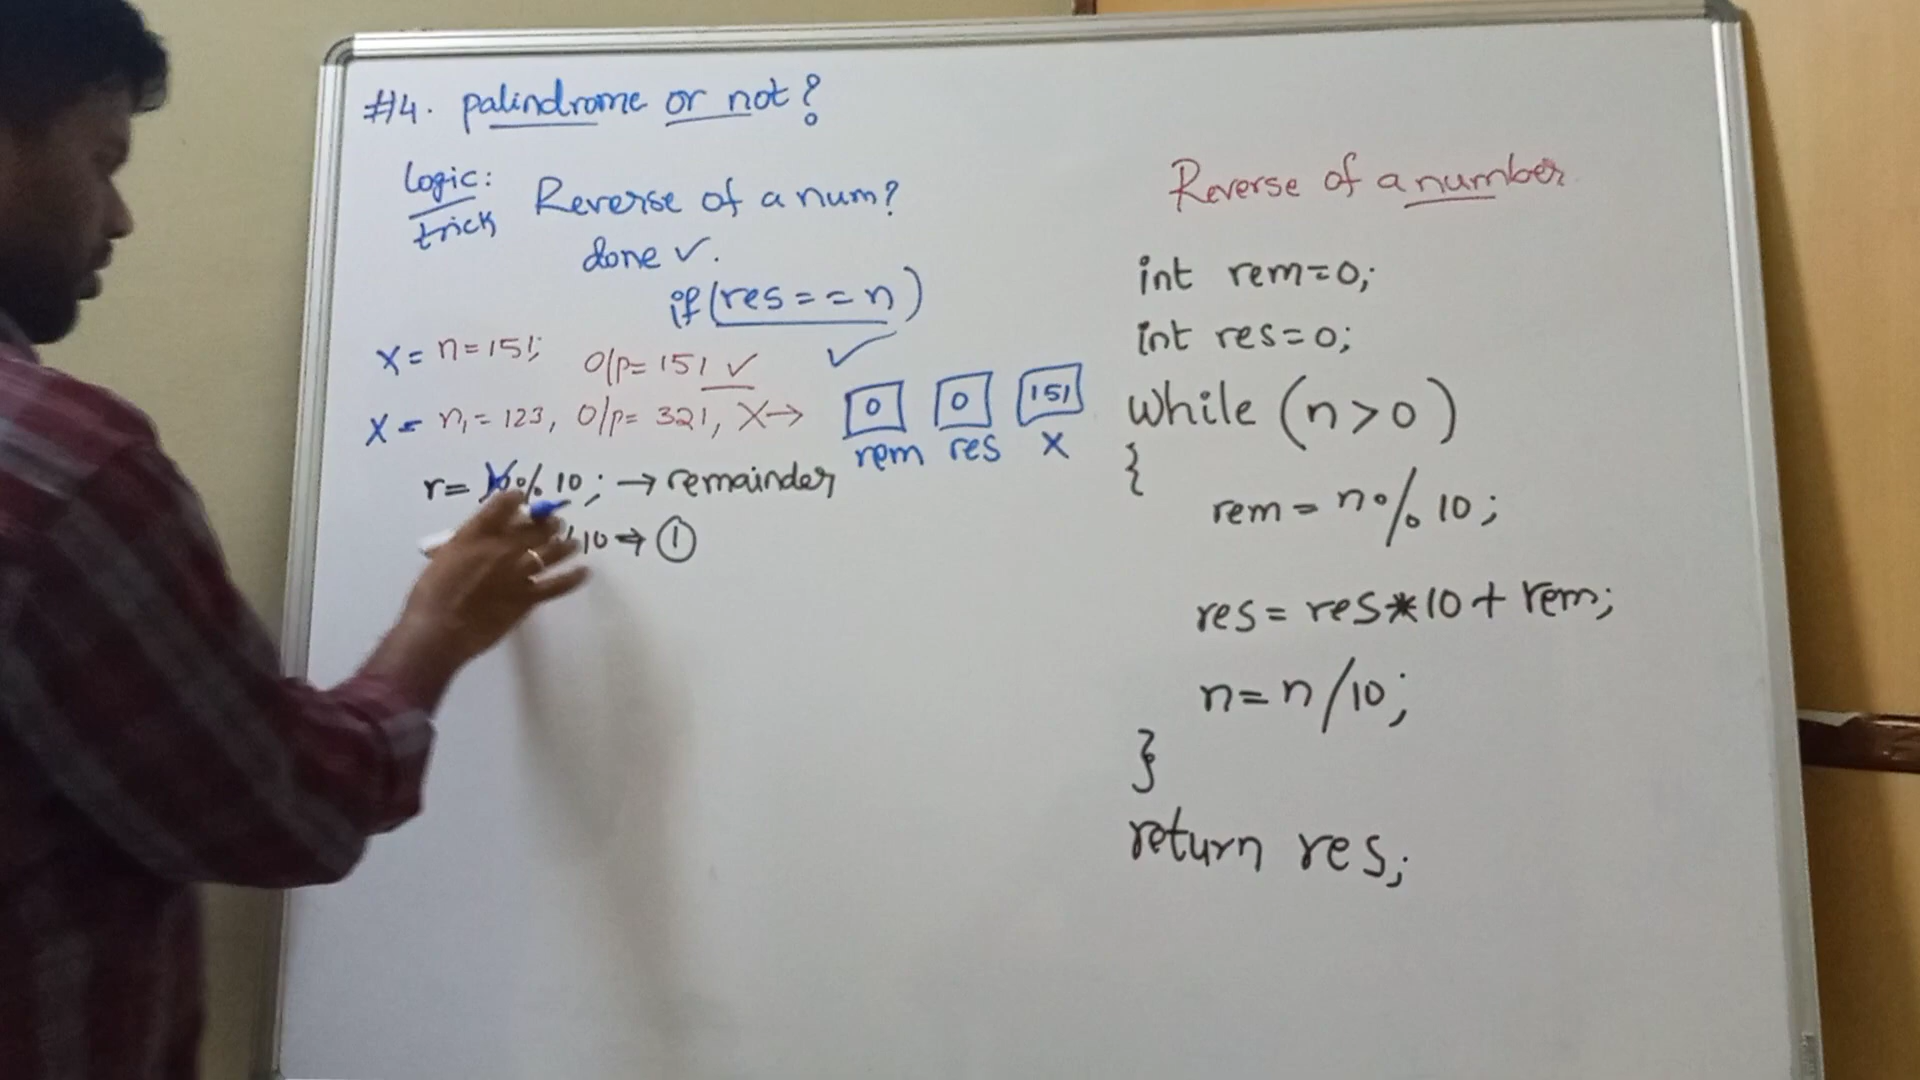 #4. palindrome or not?
logic:
trick
Reverse of a num?
done ✓.
if(res==n)
✓
X= n=151;
O/p= 151 ✓
X= n₁= 123, O/p= 321, X→
0 0 151
rem res X
r= % 10; → remainder
/10 → ①
Reverse of a number
int rem=0;
int res=0;
while (n>0)
{
rem = n% 10;
res= res*10+ rem;
n= n/10;
}
return res;